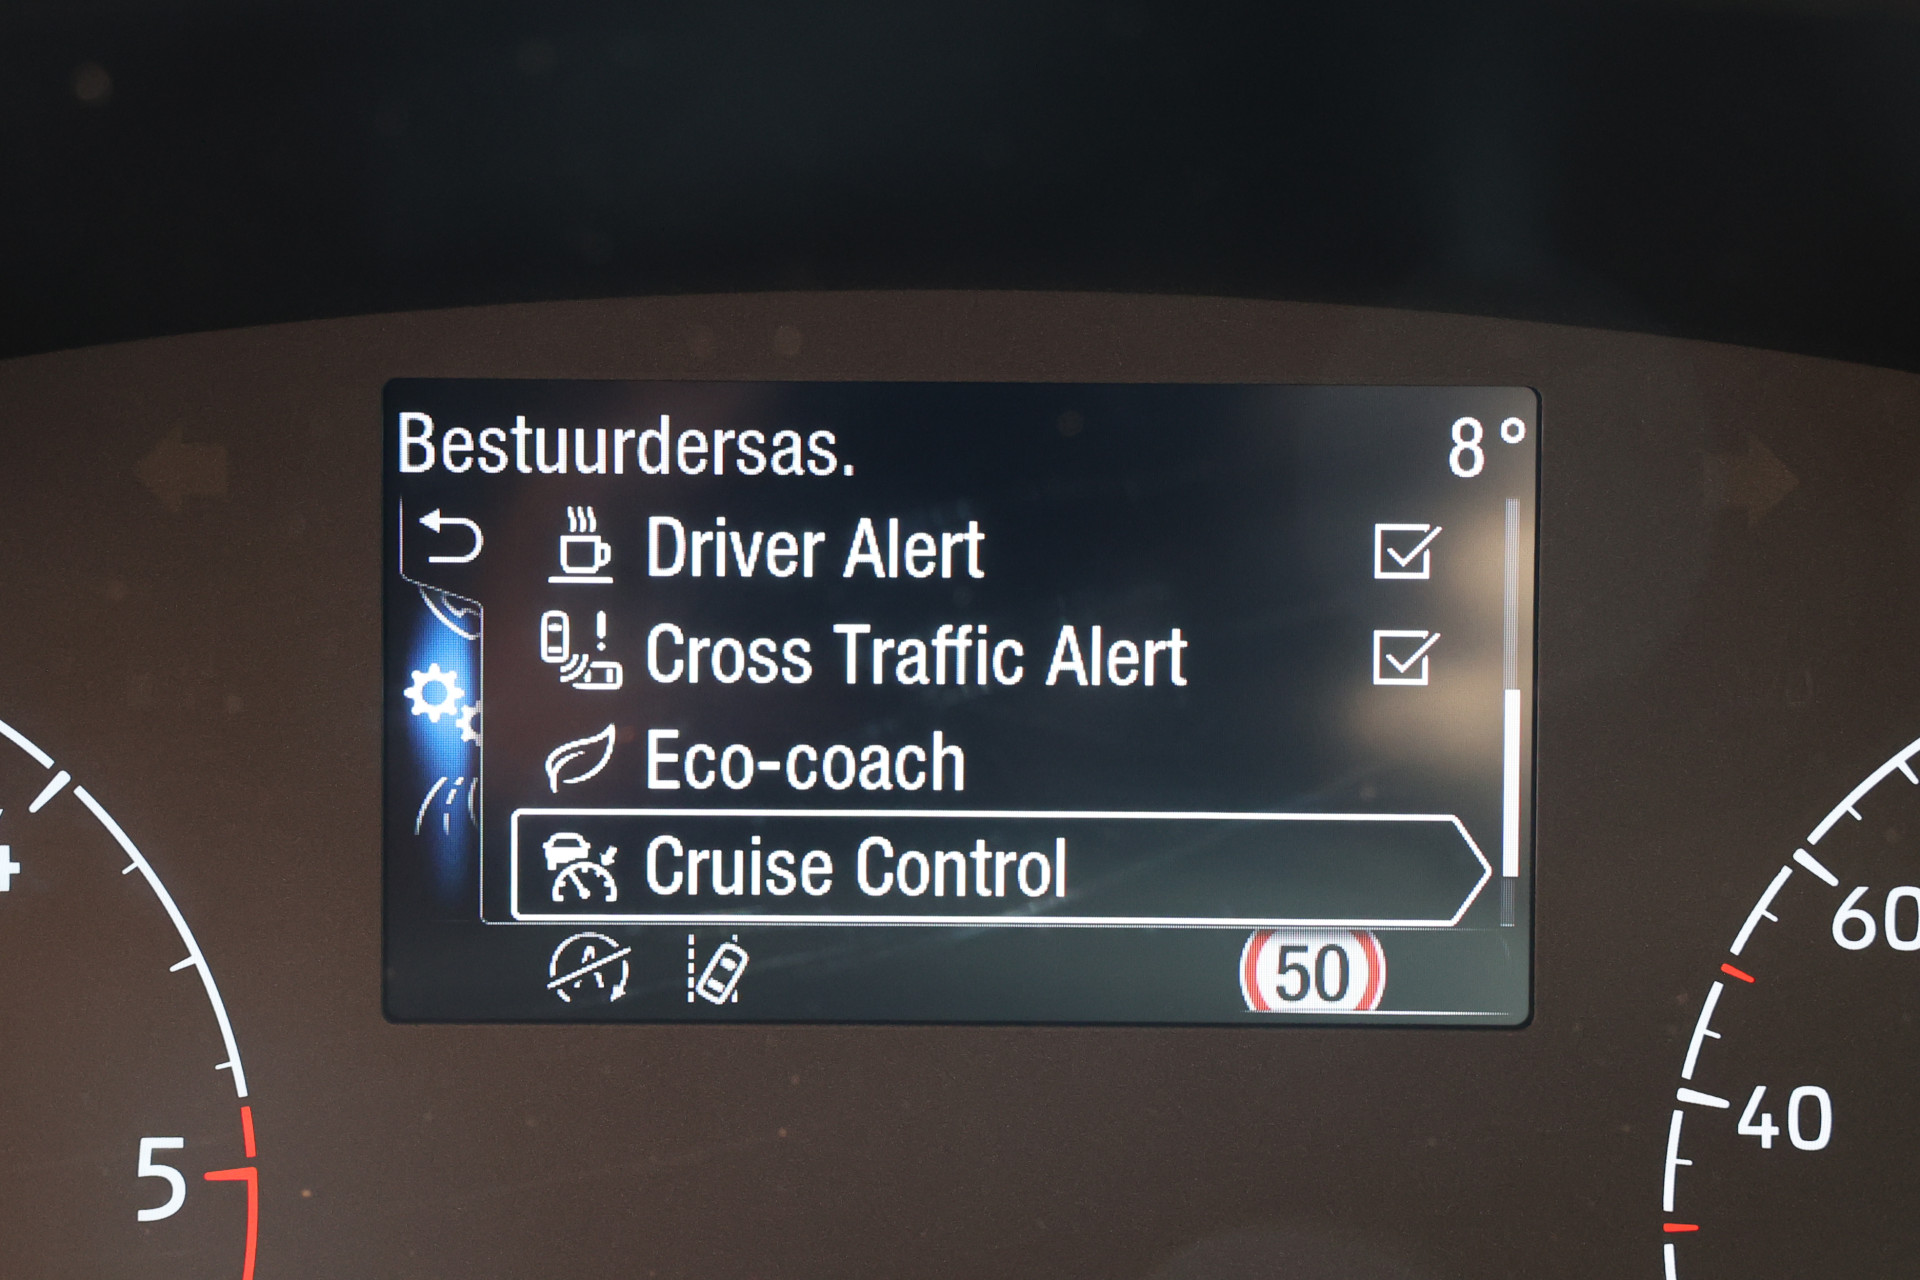 Bestuurdersas. 8°
Driver Alert
Cross Traffic Alert
Eco-coach
Cruise Control
50
5
60
40